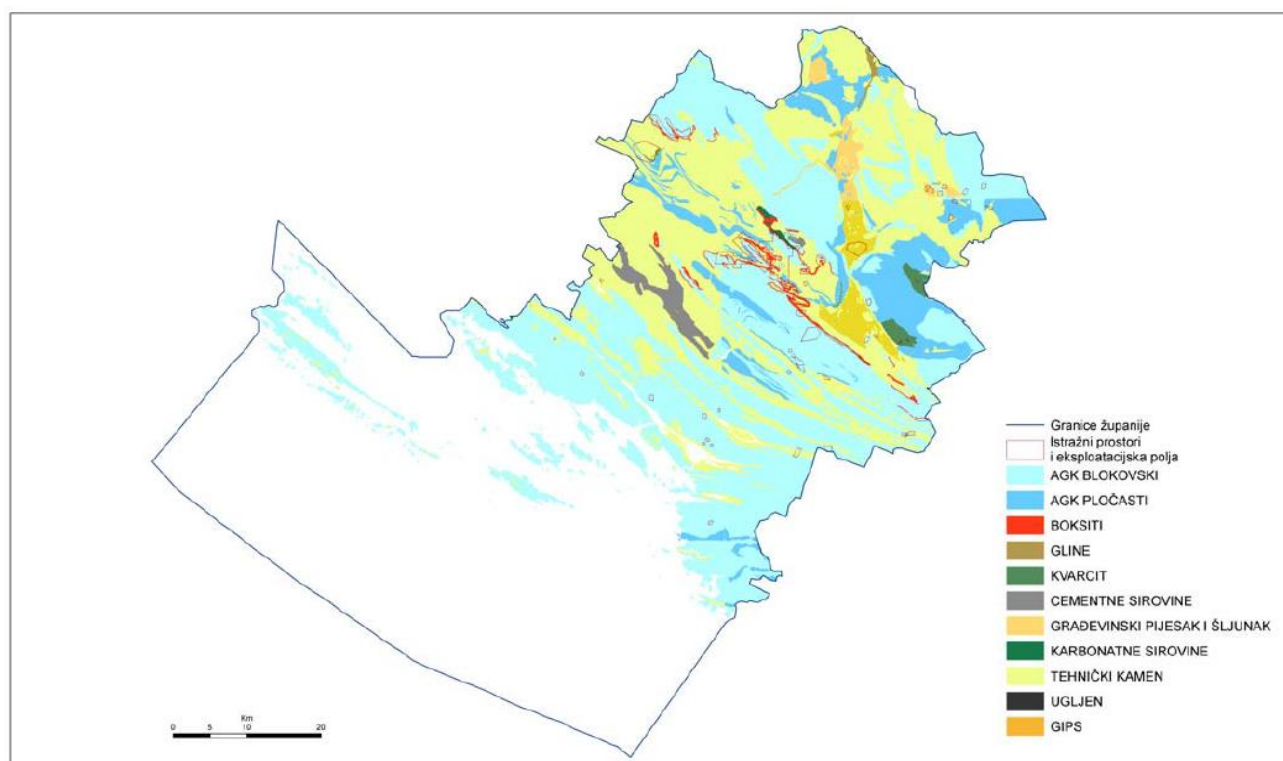 Granice županije
Istražni prostori
i eksploatacijska polja
AGK BLOKOVSKI
AGK PLOČASTI
BOKSITI
GLINE
KVARCIT
CEMENTNE SIROVINE
GRAĐEVINSKI PIJESAK I ŠLJUNAK
KARBONATNE SIROVINE
TEHNIČKI KAMEN
UGLJEN
GIPS
Km
0 5 10 20